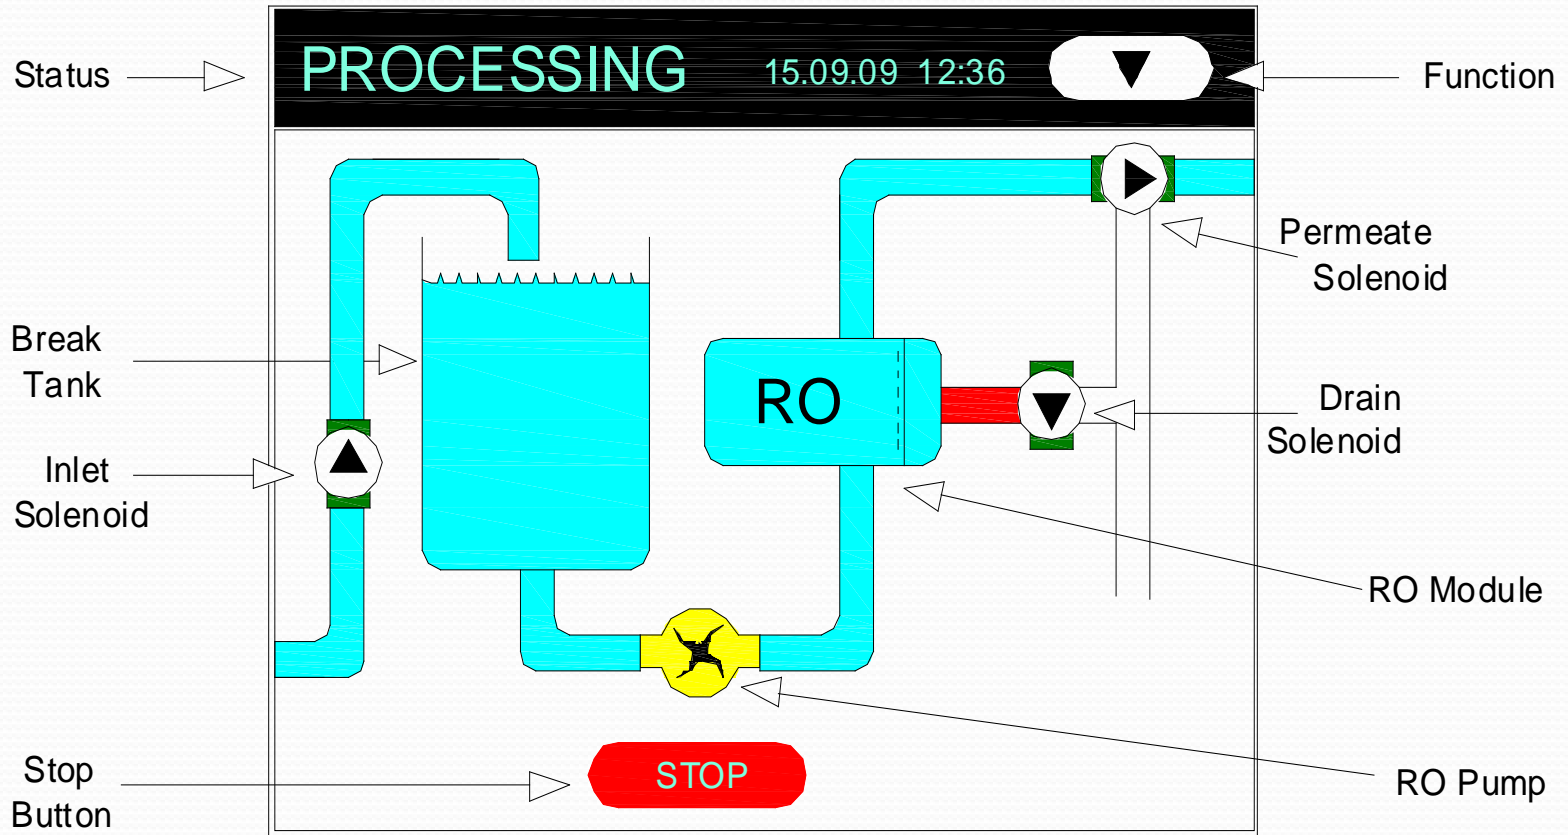 PROCESSING 15.09.09 12:36
Status
Function
Permeate
Solenoid
Break
Tank
RO
Drain
Solenoid
Inlet
Solenoid
RO Module
STOP
Stop
Button
RO Pump